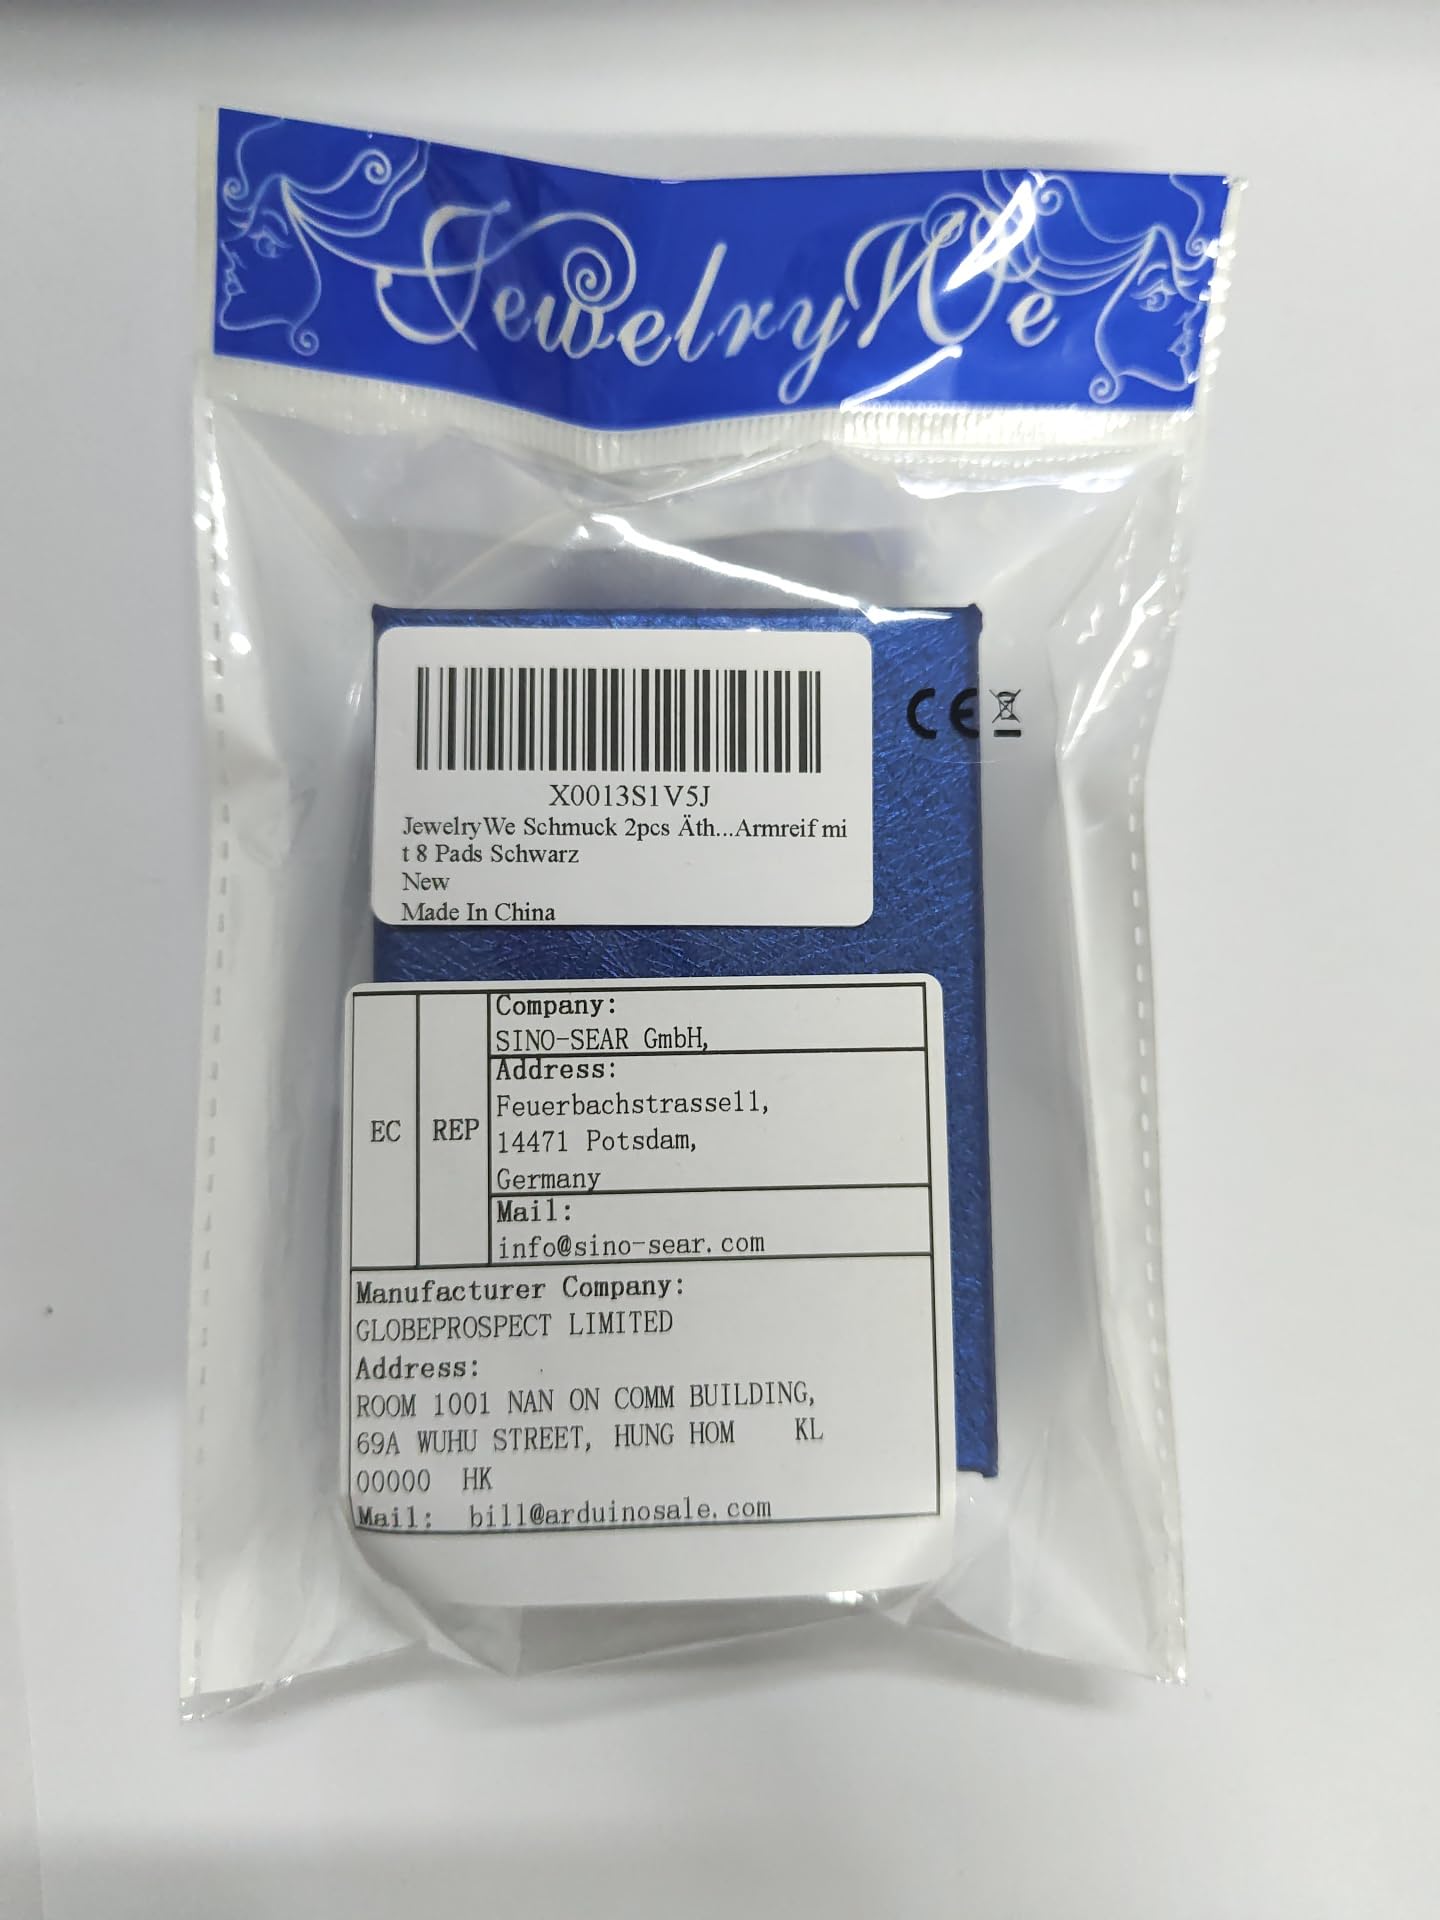 JewelryWe
CE
X0013S1V5J
JewelryWe Schmuck 2pcs Äth...Armreif mi
t 8 Pads Schwarz
New
Made In China
EC
REP
Company:
SINO-SEAR GmbH,
Address:
Feuerbachstrasse11,
14471 Potsdam,
Germany
Mail:
info@sino-sear.com
Manufacturer Company:
GLOBEPROSPECT LIMITED
Address:
ROOM 1001 NAN ON COMM BUILDING,
69A WUHU STREET, HUNG HOM KL
00000 HK
Mail: bill@arduinosale.com